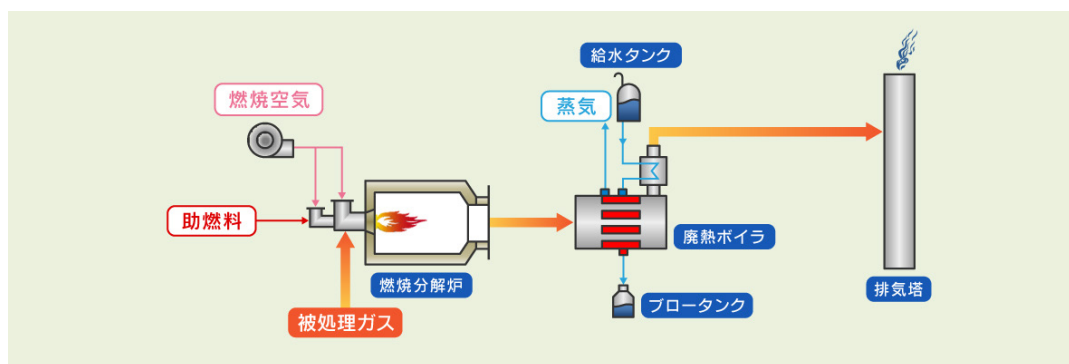 給水タンク
燃焼空気
蒸気
助燃料
廃熱ボイラ
燃焼分解炉
排気塔
ブロータンク
被処理ガス